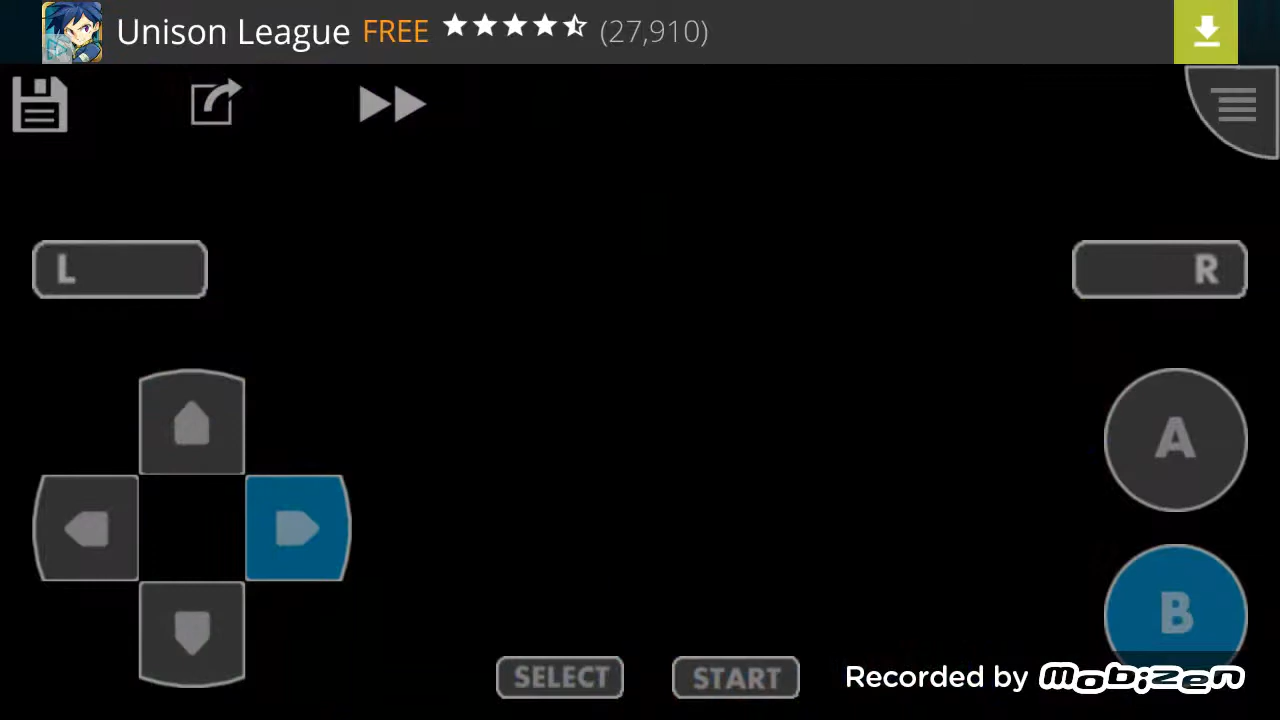 Unison League FREE (27,910)
L
R
A
B
SELECT START
Recorded by Mobizen